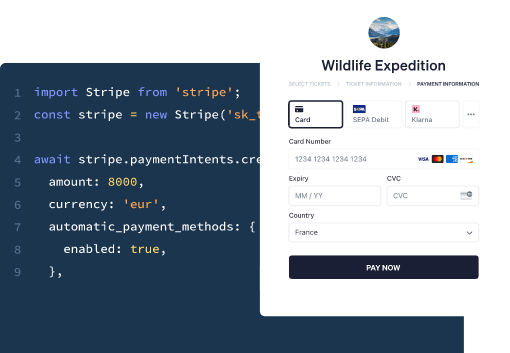 1 import Stripe from 'stripe';
2 const stripe = new Stripe('sk_t
3
4 await stripe.paymentIntents.cre
5 amount: 8000,
6 currency: 'eur',
7 automatic_payment_methods: {
8 enabled: true,
9 },
Wildlife Expedition
SELECT TICKETS > TICKET INFORMATION > PAYMENT INFORMATION
Card SEPA Debit K. Klarna ...
Card Number
1234 1234 1234 1234 VISA
Expiry CVC
MM / YY CVC
Country
France
PAY NOW